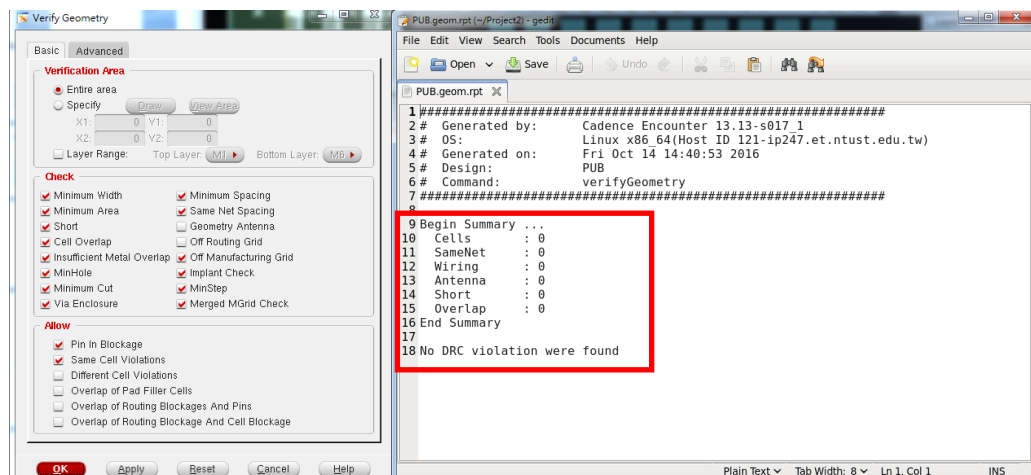 Verify Geometry
Basic Advanced
Verification Area
Entire area
Specify Draw View Area
X1: 0 Y1: 0
X2: 0 Y2: 0
Layer Range: Top Layer: M1 Bottom Layer: M6
Check
Minimum Width Minimum Spacing
Minimum Area Same Net Spacing
Short Geometry Antenna
Cell Overlap Off Routing Grid
Insufficient Metal Overlap Off Manufacturing Grid
MinHole Implant Check
Minimum Cut MinStep
Via Enclosure Merged MGrid Check
Allow
Pin In Blockage
Same Cell Violations
Different Cell Violations
Overlap of Pad Filler Cells
Overlap of Routing Blockages And Pins
Overlap of Routing Blockage And Cell Blockage
OK Apply Reset Cancel Help
PUB.geom.rpt (~/Project2) - gedit
File Edit View Search Tools Documents Help
Open Save Undo
PUB.geom.rpt
1 ################################################################
2 # Generated by: Cadence Encounter 13.13-s017_1
3 # OS: Linux x86_64(Host ID 121-ip247.et.ntust.edu.tw)
4 # Generated on: Fri Oct 14 14:40:53 2016
5 # Design: PUB
6 # Command: verifyGeometry
7 ################################################################
8
9 Begin Summary ...
10 Cells : 0
11 SameNet : 0
12 Wiring : 0
13 Antenna : 0
14 Short : 0
15 Overlap : 0
16 End Summary
17
18 No DRC violation were found
Plain Text Tab Width: 8 Ln 1, Col 1 INS